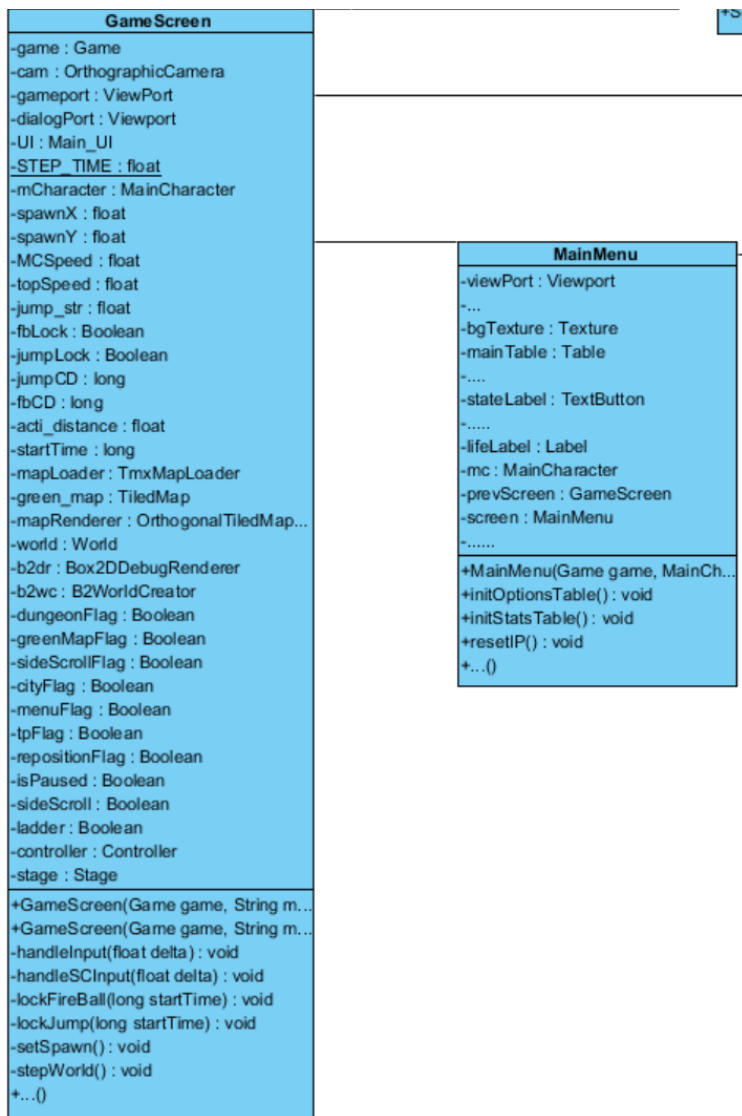 GameScreen
-game : Game
-cam : OrthographicCamera
-gameport : ViewPort
-dialogPort : Viewport
-UI : Main_UI
-STEP_TIME : float
-mCharacter : MainCharacter
-spawnX : float
-spawnY : float
-MCSpeed : float
-topSpeed : float
-jump_str : float
-fbLock : Boolean
-jumpLock : Boolean
-jumpCD : long
-fbCD : long
-acti_distance : float
-startTime : long
-mapLoader : TmxMapLoader
-green_map : TiledMap
-mapRenderer : OrthogonalTiledMap...
-world : World
-b2dr : Box2DDebugRenderer
-b2wc : B2WorldCreator
-dungeonFlag : Boolean
-greenMapFlag : Boolean
-sideScrollFlag : Boolean
-cityFlag : Boolean
-menuFlag : Boolean
-tpFlag : Boolean
-repositionFlag : Boolean
-isPaused : Boolean
-sideScroll : Boolean
-ladder : Boolean
-controller : Controller
-stage : Stage
+GameScreen(Game game, String m...
+GameScreen(Game game, String m...
-handleInput(float delta) : void
-handleSCInput(float delta) : void
-lockFireBall(long startTime) : void
-lockJump(long startTime) : void
-setSpawn() : void
-stepWorld() : void
+...()
MainMenu
-viewPort : Viewport
-...
-bgTexture : Texture
-mainTable : Table
-....
-stateLabel : TextButton
-.....
-lifeLabel : Label
-mc : MainCharacter
-prevScreen : GameScreen
-screen : MainMenu
-......
+MainMenu(Game game, MainCh...
+initOptionsTable() : void
+initStatsTable() : void
+resetIP() : void
+...()